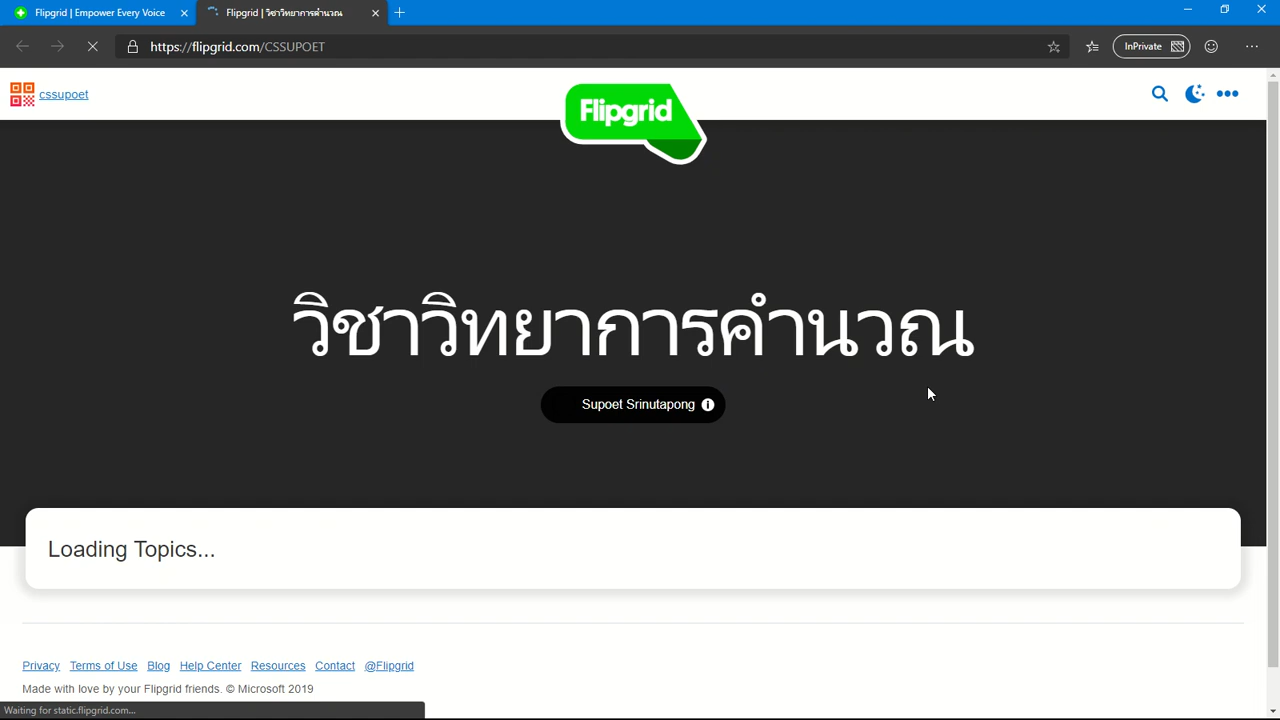 Flipgrid | Empower Every Voice
Flipgrid | วิชาวิทยาการคำนวณ
https://flipgrid.com/CSSUPOET
InPrivate
cssupoet
Flipgrid
วิชาวิทยาการคำนวณ
Supoet Srinutapong
Loading Topics...
Privacy Terms of Use Blog Help Center Resources Contact @Flipgrid
Made with love by your Flipgrid friends. © Microsoft 2019
Waiting for static.flipgrid.com...